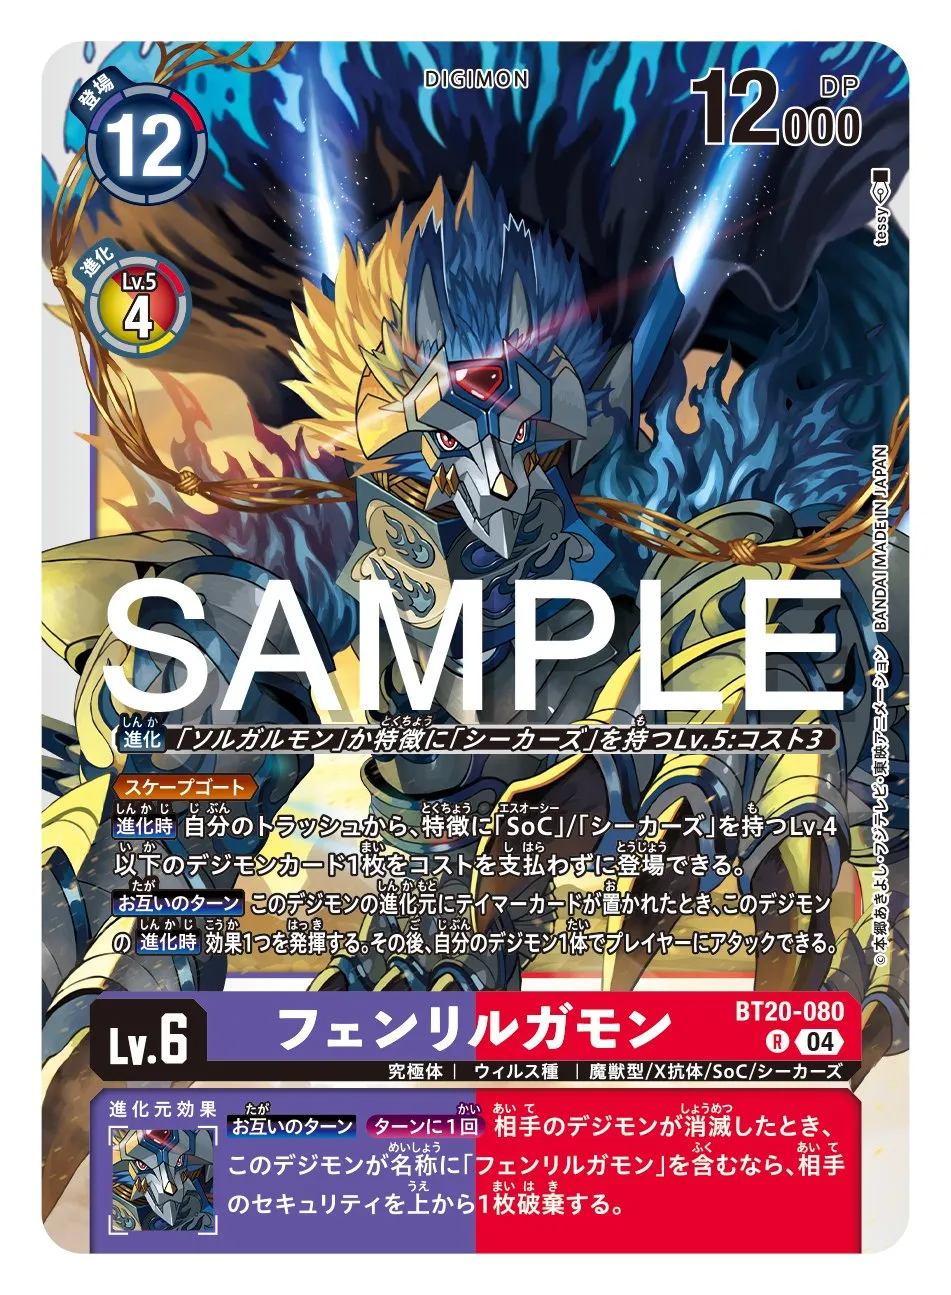 DIGIMON
登場
12
12000
DP
tessy
進化
Lv.5
4
BANDAI MADE IN JAPAN
©本郷あきよし・フジテレビ・東映アニメーション
SAMPLE
進化 「ソルガルモン」か特徴に「シーカーズ」を持つLv.5:コスト3
スケープゴート
進化時 自分のトラッシュから、特徴に「SoC」/「シーカーズ」を持つLv.4
以下のデジモンカード1枚をコストを支払わずに登場できる。
お互いのターン このデジモンの進化元にテイマーカードが置かれたとき、このデジモン
の 進化時 効果1つを発揮する。その後、自分のデジモン1体でプレイヤーにアタックできる。
Lv.6
フェンリルガモン
BT20-080
R 04
究極体 | ウィルス種 | 魔獣型/X抗体/SoC/シーカーズ
進化元効果
お互いのターン ターンに1回 相手のデジモンが消滅したとき、
このデジモンが名称に「フェンリルガモン」を含むなら、相手
のセキュリティを上から1枚破棄する。